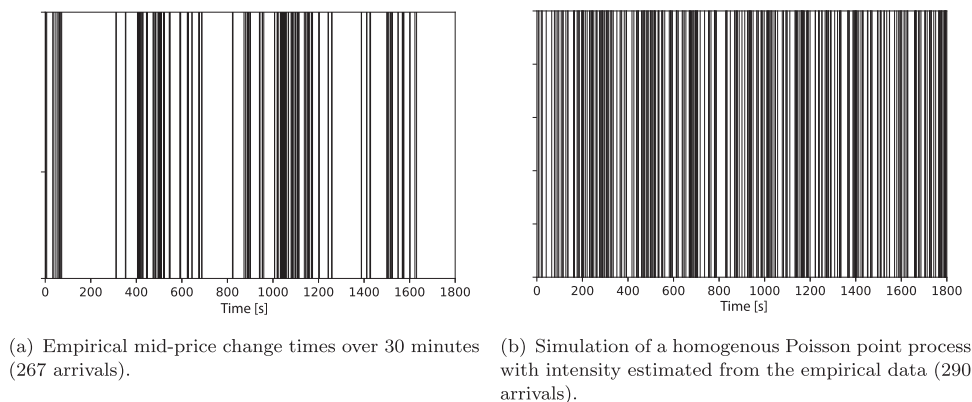 0 200 400 600 800 1000 1200 1400 1600 1800
Time [s]
0 200 400 600 800 1000 1200 1400 1600 1800
Time [s]
(a) Empirical mid-price change times over 30 minutes
(267 arrivals).
(b) Simulation of a homogenous Poisson point process
with intensity estimated from the empirical data (290
arrivals).